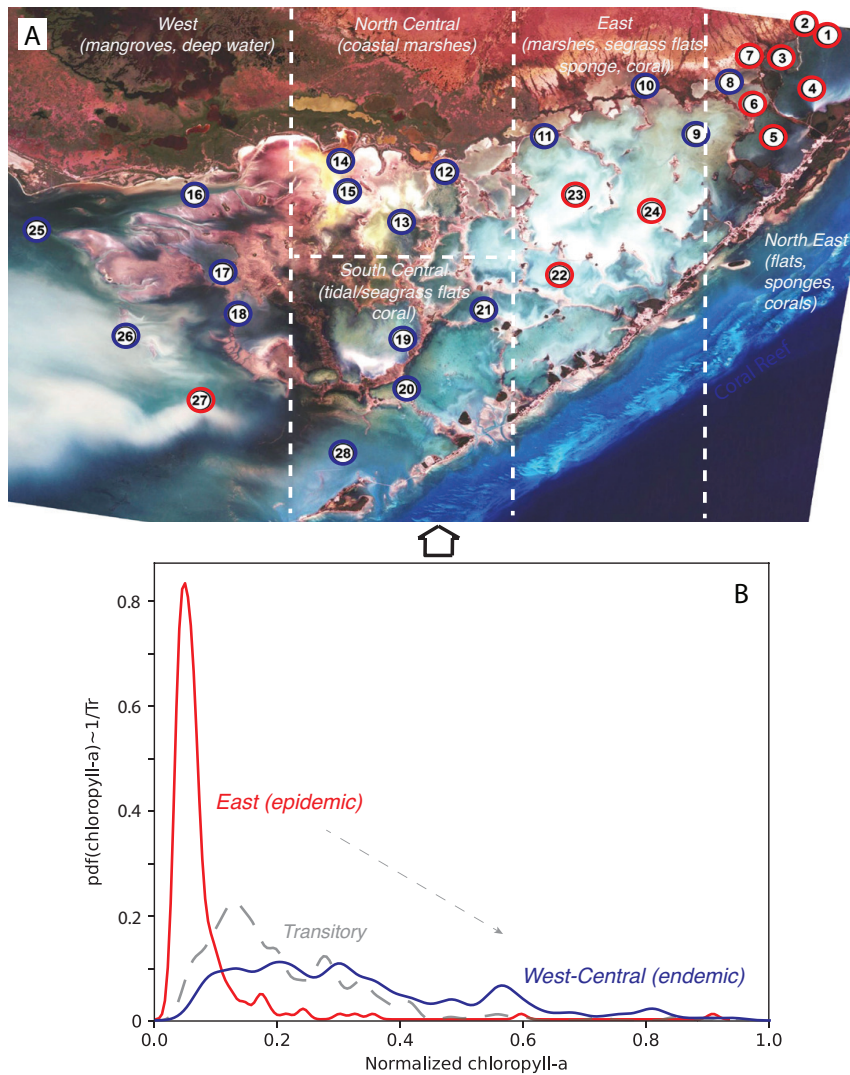 A
West
(mangroves, deep water)
North Central
(coastal marshes)
East
(marshes, segrass flats
sponge, coral)
2
1
7
3
8
4
10
6
9
5
11
14
12
16
15
23
24
13
25
North East
(flats,
sponges,
corals)
South Central
(tidal/seagrass flats
coral)
17
22
18
21
26
19
20
27
28
Coral Reef
B
0.8
0.6
0.4
0.2
0
pdf(chloropyll-a)~1/Tr
East (epidemic)
Transitory
West-Central (endemic)
0.0
0.2
0.4
0.6
0.8
1.0
Normalized chloropyll-a